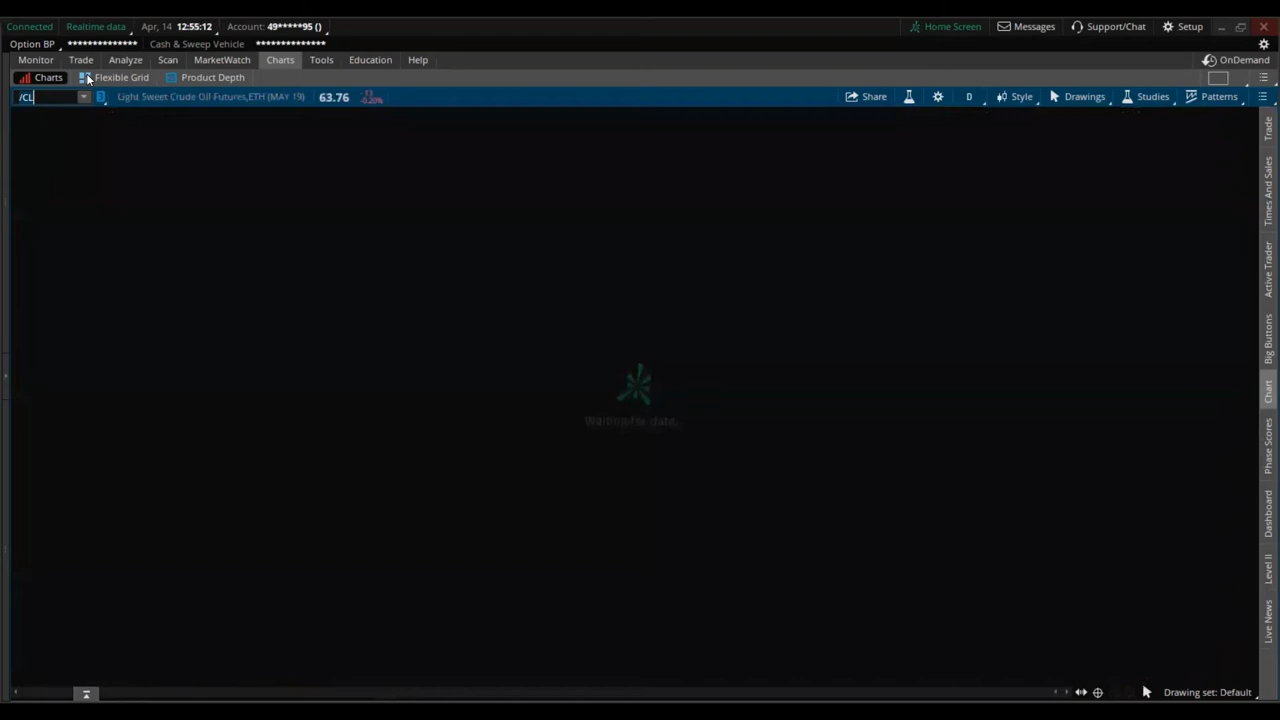 Connected Realtime data Apr, 14 12:55:12 Account: 49*****95 () Home Screen Messages Support/Chat Setup
Option BP ************** Cash & Sweep Vehicle **************
Monitor Trade Analyze Scan MarketWatch Charts Tools Education Help OnDemand
Charts Flexible Grid Product Depth
/CL 3 Light Sweet Crude Oil Futures,ETH (MAY 19) 63.76 -0.20% Share D Style Drawings Studies Patterns
Trade
Times And Sales
Active Trader
Big Buttons
Chart
Phase Scores
Dashboard
Level II
Live News
Waiting for data.
Drawing set: Default